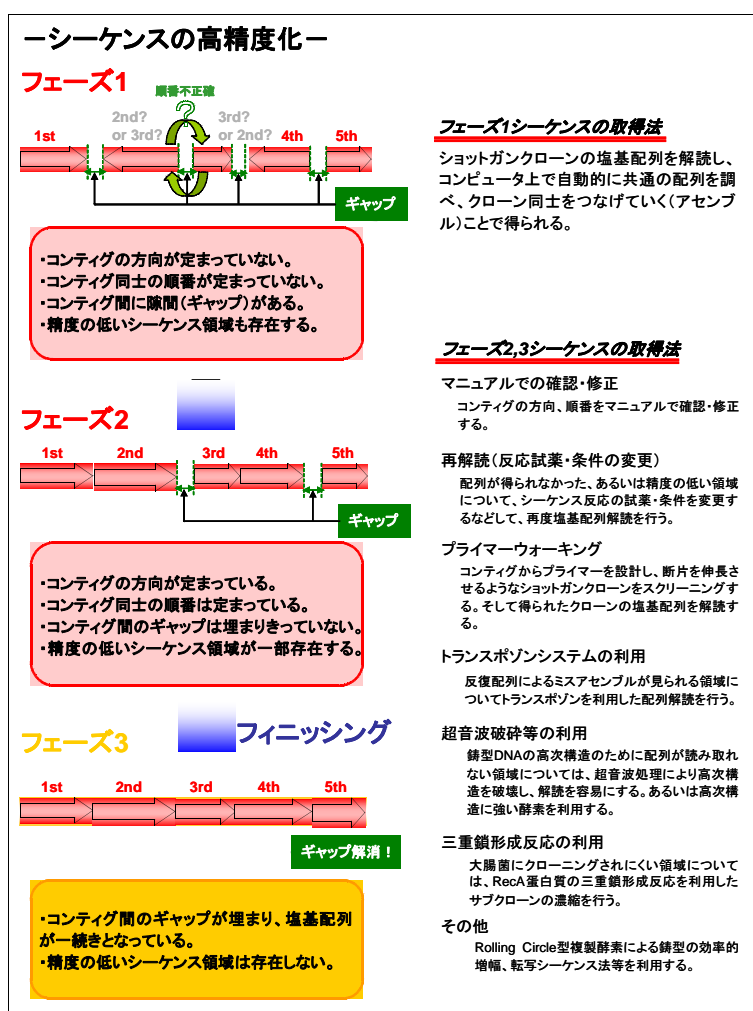 －シーケンスの高精度化－
フェーズ1
順番不正確
?
2nd?
or 3rd?
3rd?
or 2nd?
1st
4th
5th
ギャップ
・コンティグの方向が定まっていない。
・コンティグ同士の順番が定まっていない。
・コンティグ間に隙間（ギャップ）がある。
・精度の低いシーケンス領域も存在する。
フェーズ2
1st
2nd
3rd
4th
5th
ギャップ
・コンティグの方向が定まっている。
・コンティグ同士の順番は定まっている。
・コンティグ間のギャップは埋まりきっていない。
・精度の低いシーケンス領域が一部存在する。
フィニッシング
フェーズ3
1st
2nd
3rd
4th
5th
ギャップ解消！
・コンティグ間のギャップが埋まり、塩基配列
が一続きとなっている。
・精度の低いシーケンス領域は存在しない。
フェーズ1シーケンスの取得法
ショットガンクローンの塩基配列を解読し、
コンピュータ上で自動的に共通の配列を調
べ、クローン同士をつなげていく（アセンブ
ル）ことで得られる。
フェーズ2,3シーケンスの取得法
マニュアルでの確認・修正
コンティグの方向、順番をマニュアルで確認・修正
する。
再解読（反応試薬・条件の変更）
配列が得られなかった、あるいは精度の低い領域
について、シーケンス反応の試薬・条件を変更す
るなどして、再度塩基配列解読を行う。
プライマーウォーキング
コンティグからプライマーを設計し、断片を伸長さ
せるようなショットガンクローンをスクリーニングす
る。そして得られたクローンの塩基配列を解読す
る。
トランスポゾンシステムの利用
反復配列によるミスアセンブルが見られる領域に
ついてトランスポゾンを利用した配列解読を行う。
超音波破砕等の利用
鋳型DNAの高次構造のために配列が読み取れ
ない領域については、超音波処理により高次構
造を破壊し、解読を容易にする。あるいは高次構
造に強い酵素を利用する。
三重鎖形成反応の利用
大腸菌にクローニングされにくい領域について
は、RecA蛋白質の三重鎖形成反応を利用した
サブクローンの濃縮を行う。
その他
Rolling Circle型複製酵素による鋳型の効率的
増幅、転写シーケンス法等を利用する。